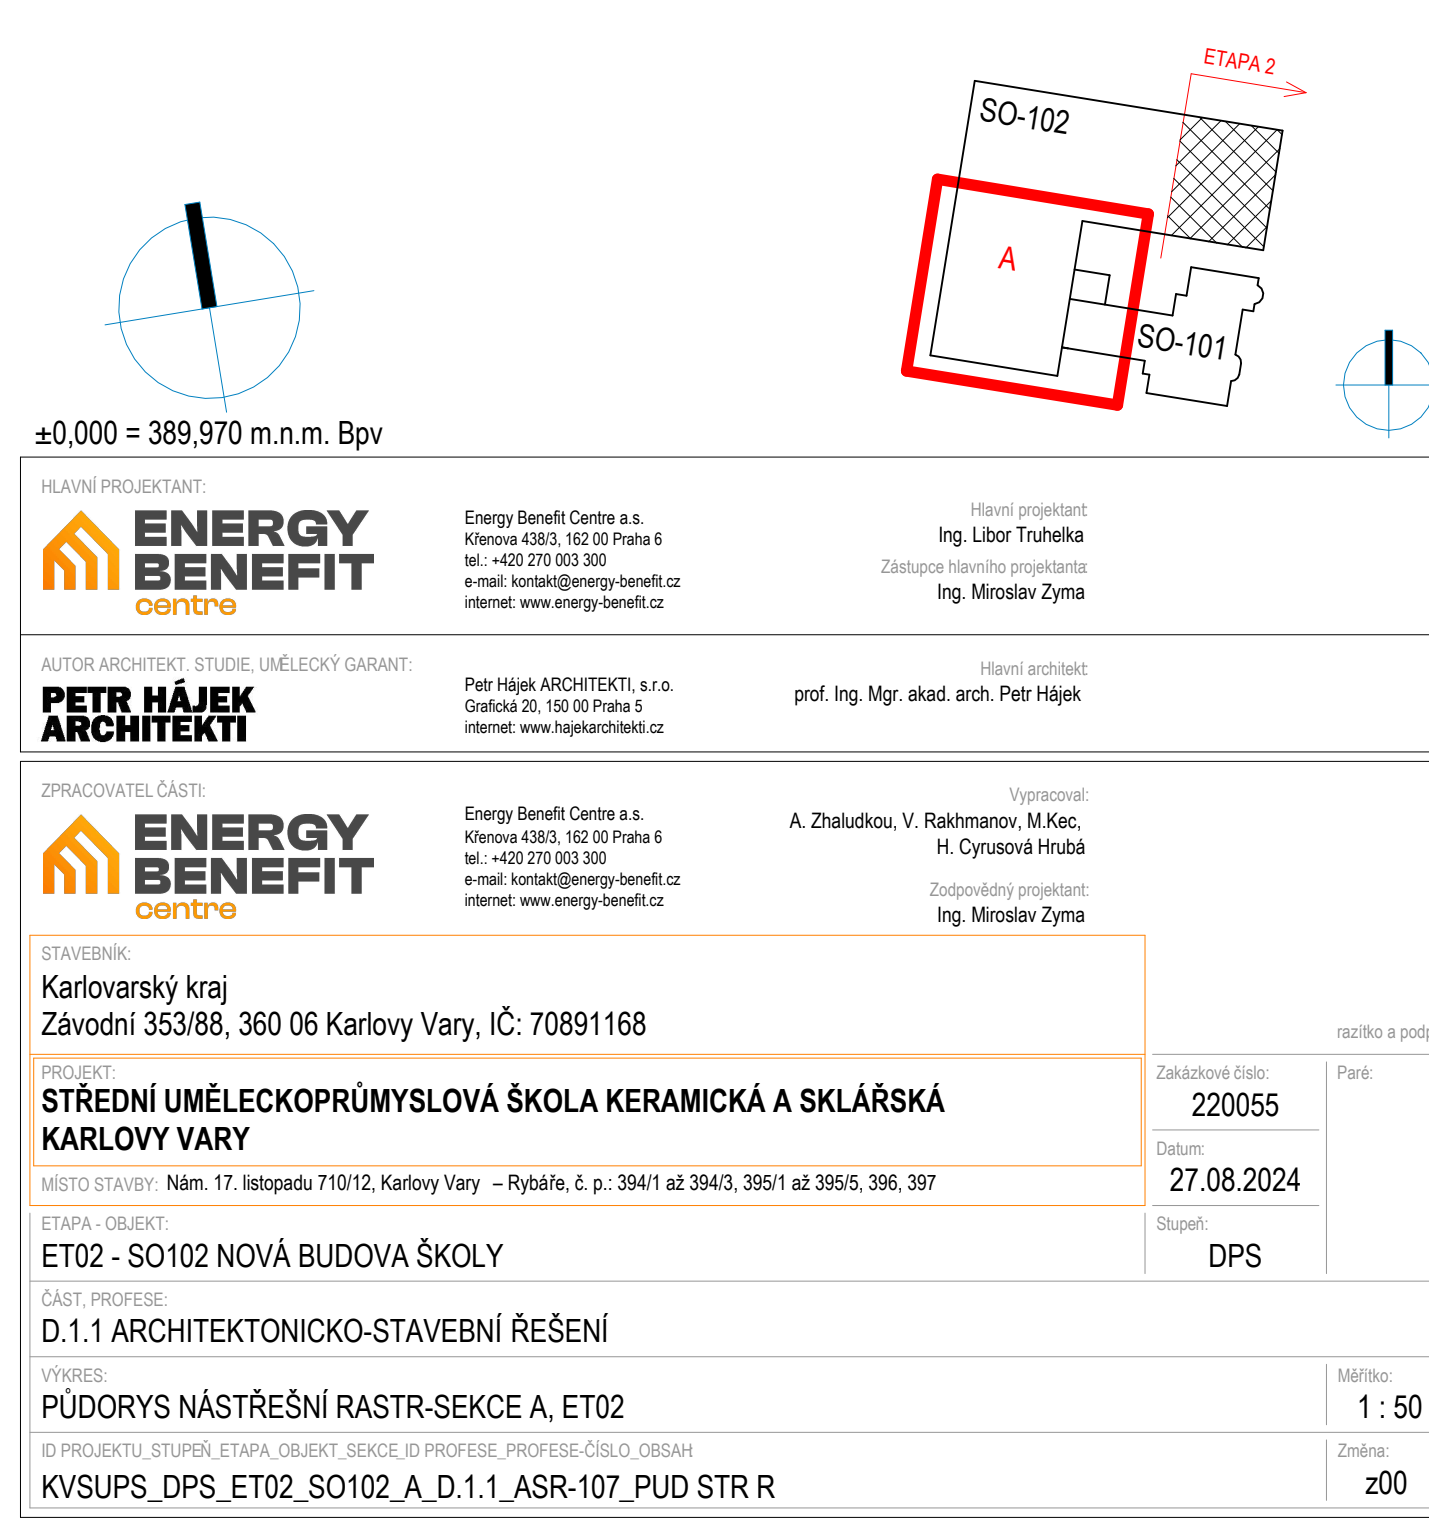 ETAPA 2
SO-102
A
SO-101
±0,000 = 389,970 m.n.m. Bpv
HLAVNÍ PROJEKTANT:
ENERGY
BENEFIT
centre
Energy Benefit Centre a.s.
Křenova 438/3, 162 00 Praha 6
tel.: +420 270 003 300
e-mail: kontakt@energy-benefit.cz
internet: www.energy-benefit.cz
Hlavní projektant:
Ing. Libor Truhelka
Zástupce hlavního projektanta:
Ing. Miroslav Zyma
AUTOR ARCHITEKT. STUDIE, UMĚLECKÝ GARANT:
PETR HÁJEK
ARCHITEKTI
Petr Hájek ARCHITEKTI, s.r.o.
Grafická 20, 150 00 Praha 5
internet: www.hajekarchitekti.cz
Hlavní architekt:
prof. Ing. Mgr. akad. arch. Petr Hájek
ZPRACOVATEL ČÁSTI:
ENERGY
BENEFIT
centre
Energy Benefit Centre a.s.
Křenova 438/3, 162 00 Praha 6
tel.: +420 270 003 300
e-mail: kontakt@energy-benefit.cz
internet: www.energy-benefit.cz
Vypracoval:
A. Zhaludkou, V. Rakhmanov, M.Kec,
H. Cyrusová Hrubá
Zodpovědný projektant:
Ing. Miroslav Zyma
STAVEBNÍK:
Karlovarský kraj
Závodní 353/88, 360 06 Karlovy Vary, IČ: 70891168
razítko a podp
PROJEKT:
STŘEDNÍ UMĚLECKOPRŮMYSLOVÁ ŠKOLA KERAMICKÁ A SKLÁŘSKÁ
KARLOVY VARY
Zakázkové číslo:
220055
Paré:
Datum:
27.08.2024
MÍSTO STAVBY: Nám. 17. listopadu 710/12, Karlovy Vary – Rybáře, č. p.: 394/1 až 394/3, 395/1 až 395/5, 396, 397
ETAPA - OBJEKT:
ET02 - SO102 NOVÁ BUDOVA ŠKOLY
Stupeň:
DPS
ČÁST, PROFESE:
D.1.1 ARCHITEKTONICKO-STAVEBNÍ ŘEŠENÍ
VÝKRES:
PŮDORYS NÁSTŘEŠNÍ RASTR-SEKCE A, ET02
Měřítko:
1 : 50
ID PROJEKTU_STUPEŇ_ETAPA_OBJEKT_SEKCE_ID PROFESE_PROFESE-ČÍSLO_OBSAH:
KVSUPS_DPS_ET02_SO102_A_D.1.1_ASR-107_PUD STR R
Změna:
z00